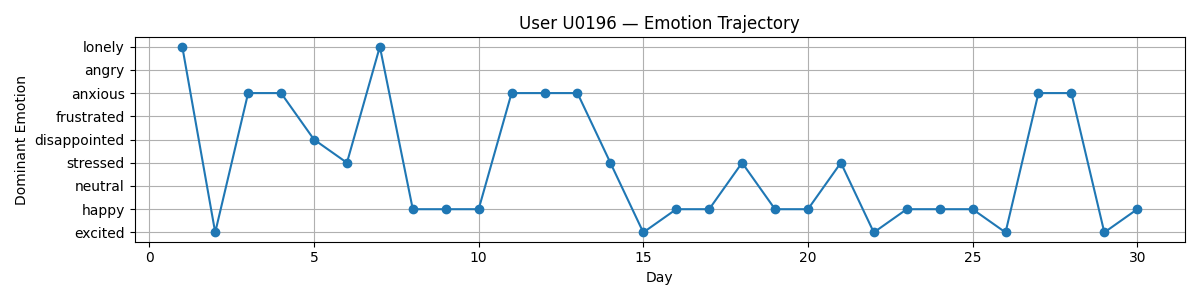 User U0196 — Emotion Trajectory
Dominant Emotion
lonely
angry
anxious
frustrated
disappointed
stressed
neutral
happy
excited
0 5 10 15 20 25 30
Day